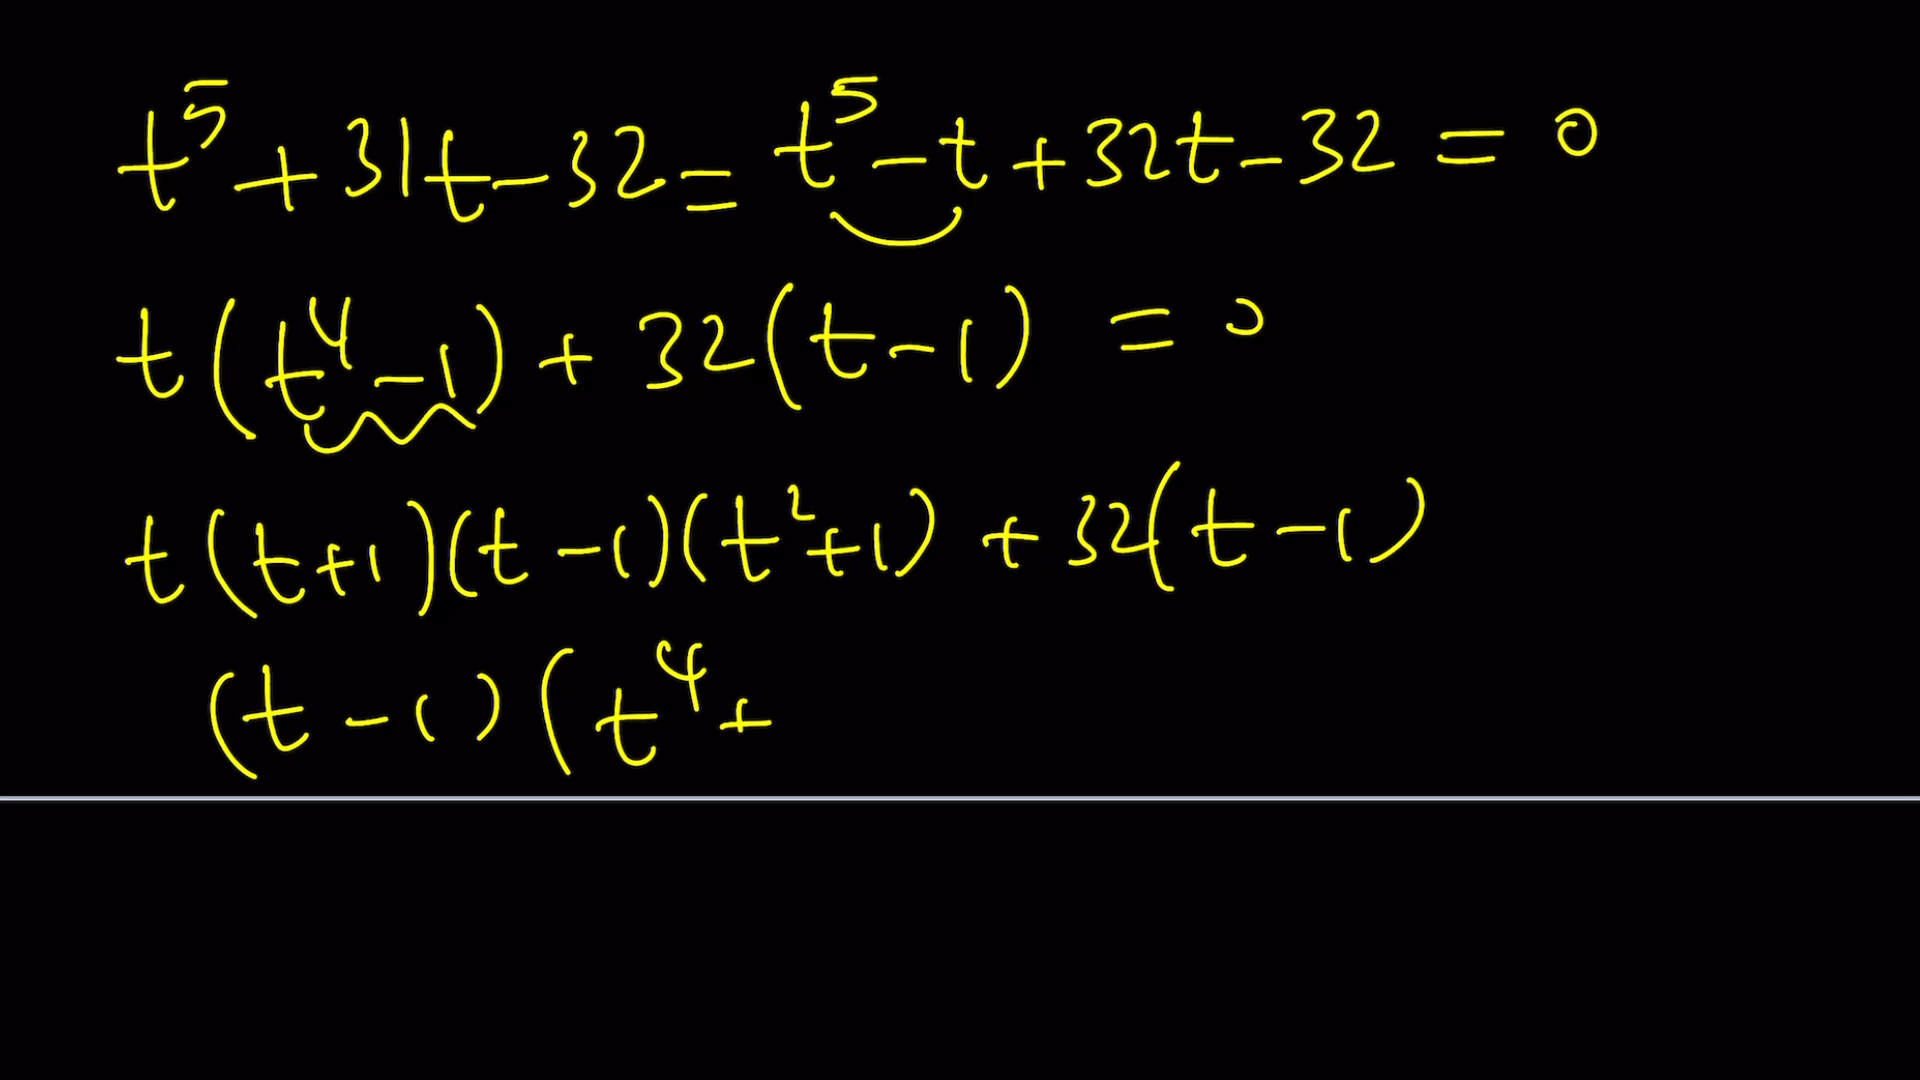 t⁵+31t-32=t⁵-t+32t-32=0
t(t⁴-1)+32(t-1)=0
t(t+1)(t-1)(t²+1)+32(t-1)
(t-1)(t⁴+